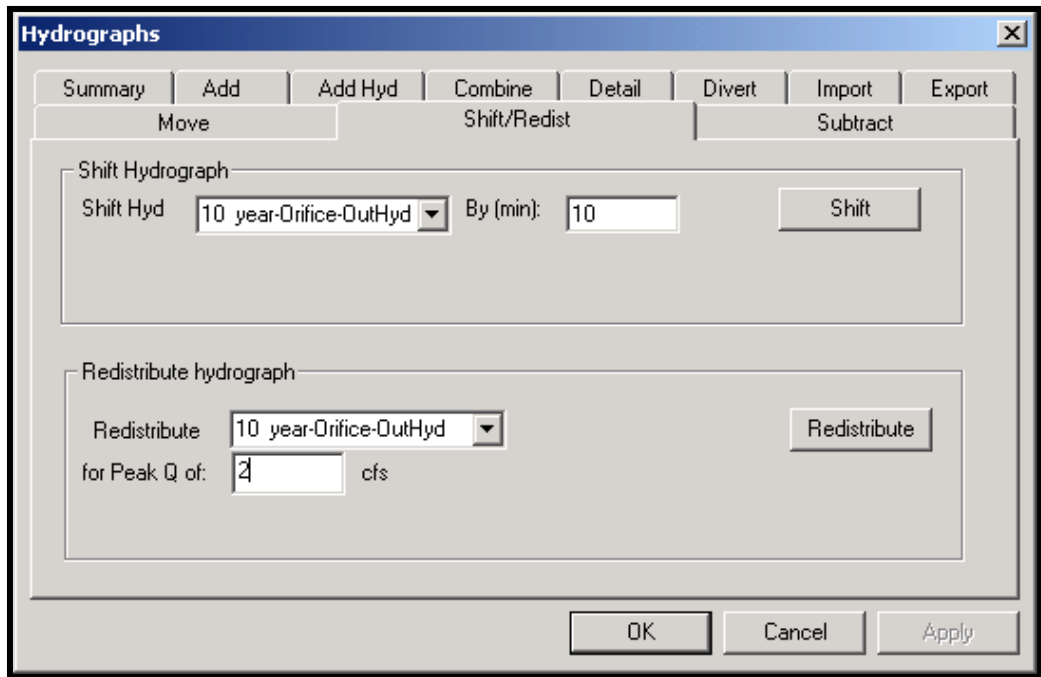 Hydrographs
Summary Add Add Hyd Combine Detail Divert Import Export
Move Shift/Redist Subtract
Shift Hydrograph
Shift Hyd 10 year-Orifice-OutHyd By (min): 10 Shift
Redistribute hydrograph
Redistribute 10 year-Orifice-OutHyd Redistribute
for Peak Q of: 2 cfs
OK Cancel Apply